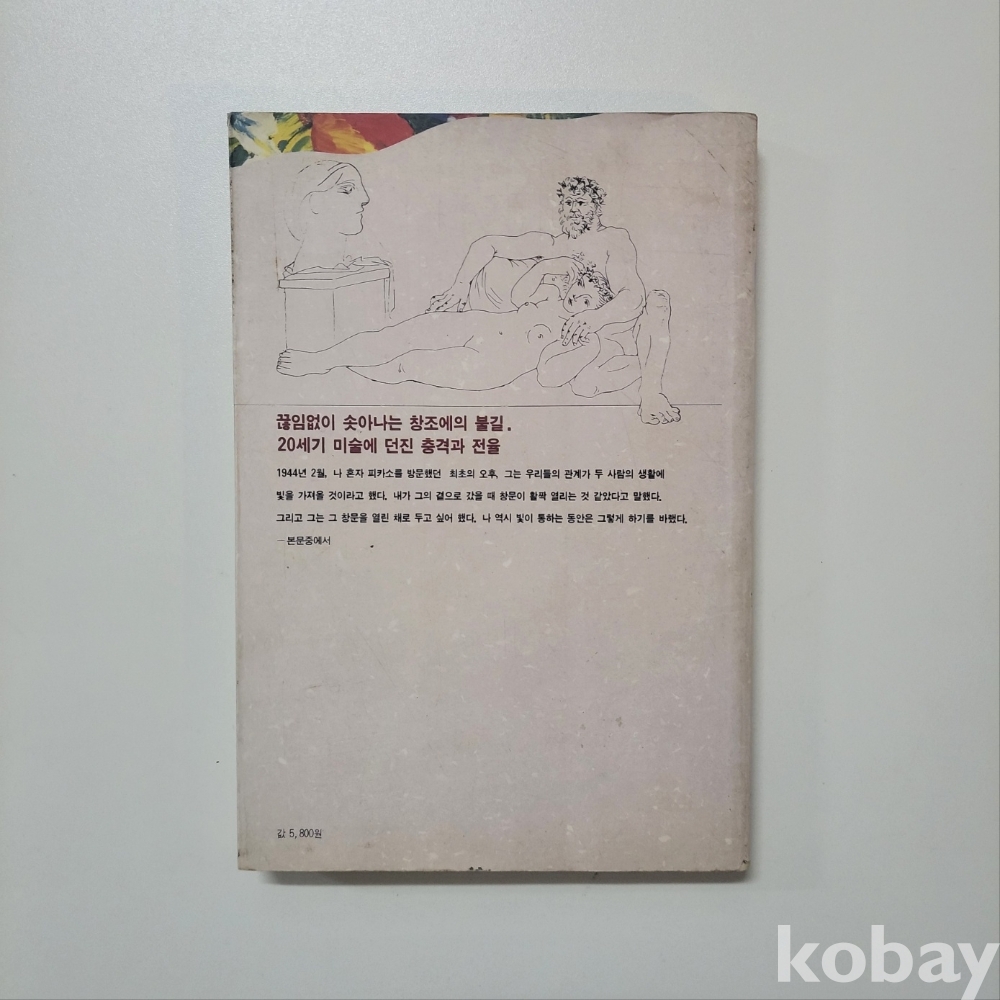 끊임없이 솟아나는 창조에의 불길.
20세기 미술에 던진 충격과 전율
1944년 2월, 나 혼자 피카소를 방문했던 최초의 오후, 그는 우리들의 관계가 두 사람의 생활에
빛을 가져올 것이라고 했다. 내가 그의 곁으로 갔을 때 창문이 활짝 열리는 것 같았다고 말했다.
그리고 그는 그 창문을 열린 채로 두고 싶어 했다. 나 역시 빛이 통하는 동안은 그렇게 하기를 바랬다.
—본문중에서
값 5,800원
kobay